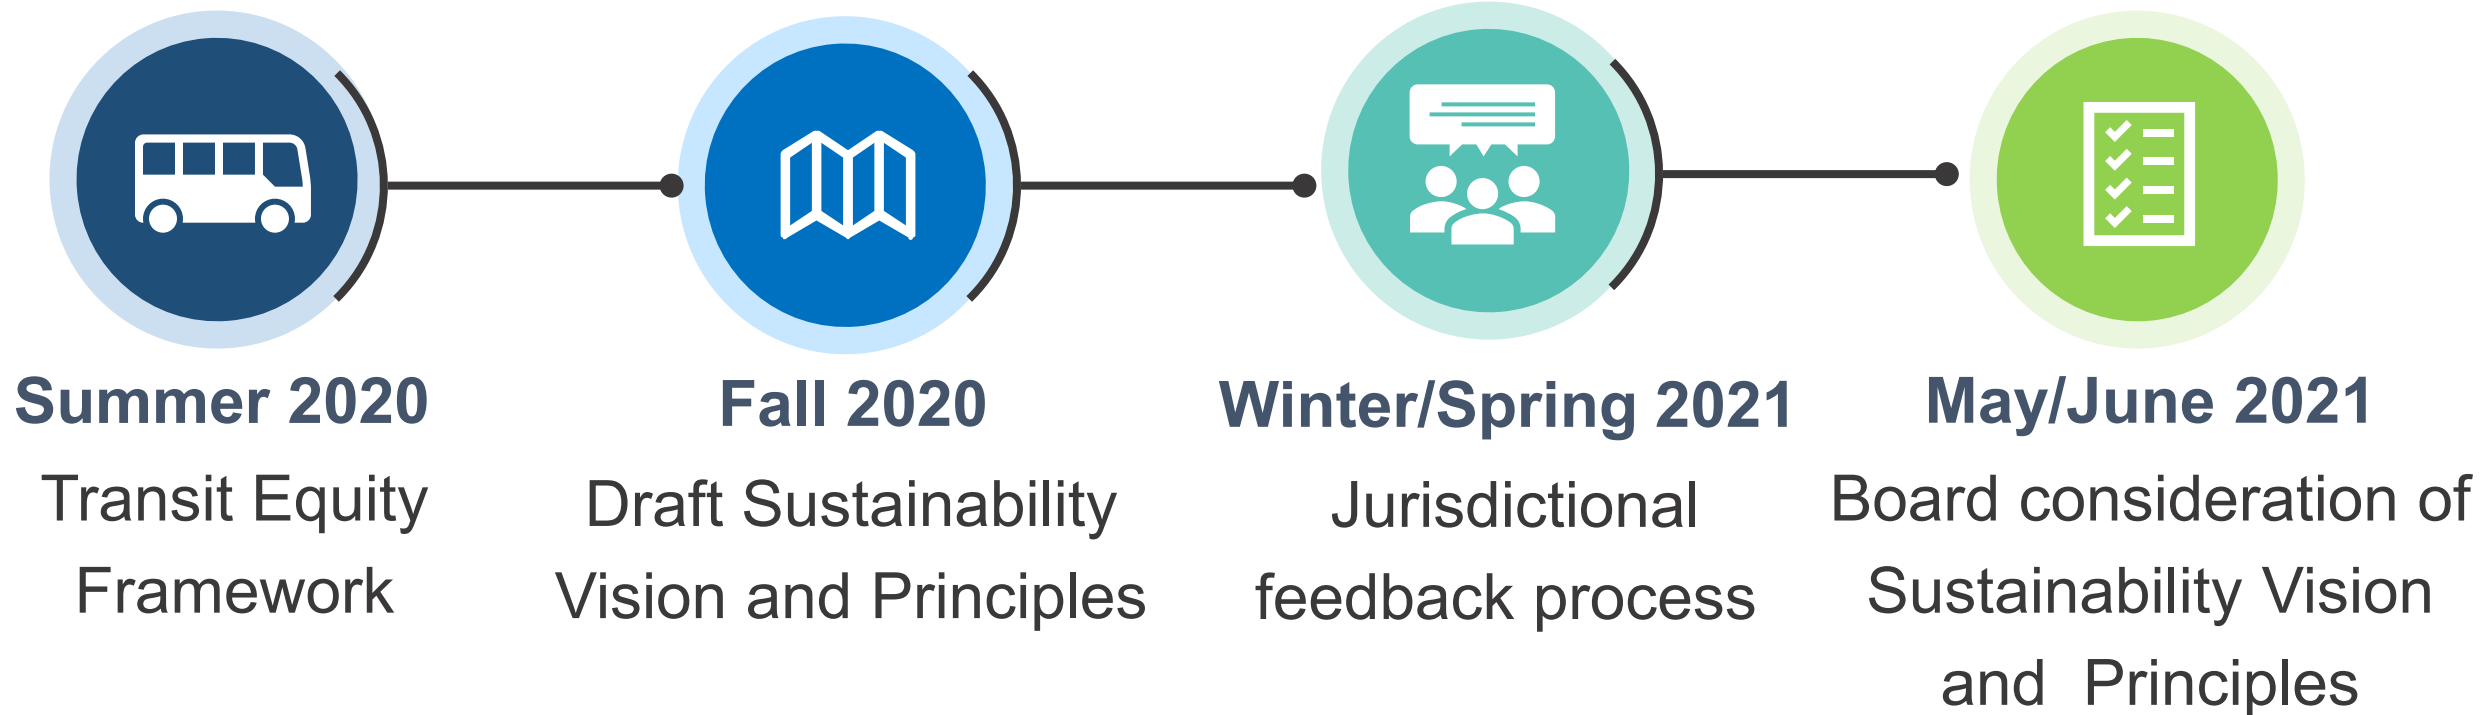 Summer 2020
Transit Equity
Framework
Fall 2020
Draft Sustainability
Vision and Principles
Winter/Spring 2021
Jurisdictional
feedback process
May/June 2021
Board consideration of
Sustainability Vision
and  Principles